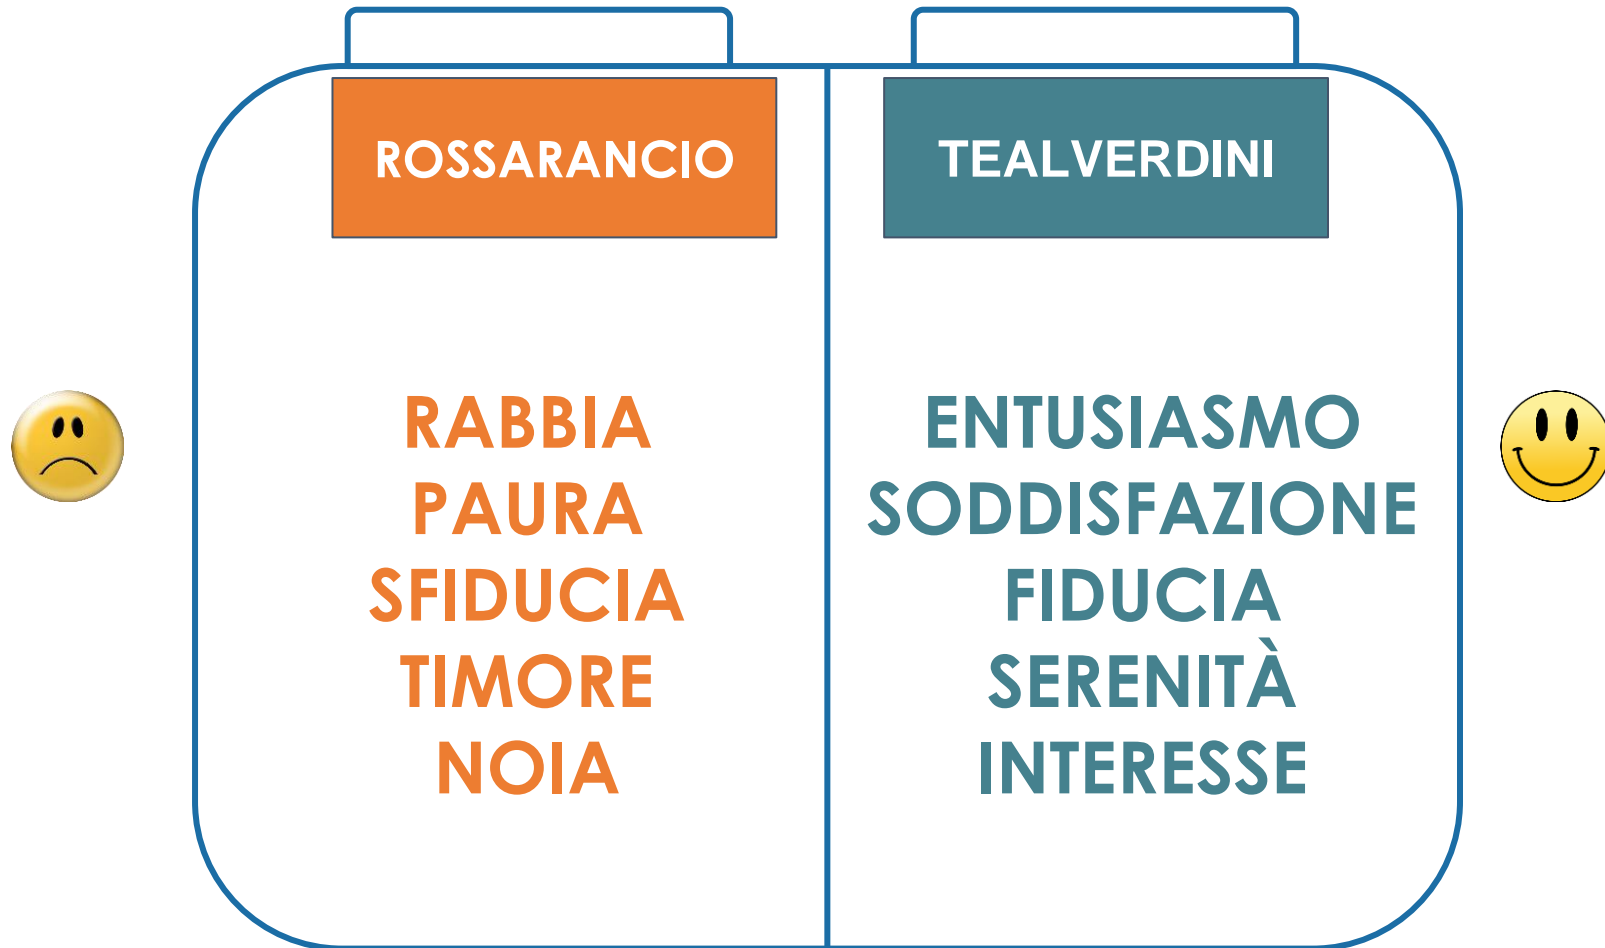 ROSSARANCIO
RABBIA
PAURA
SFIDUCIA
TIMORE
NOIA
TEALVERDINI
ENTUSIASMO
SODDISFAZIONE
FIDUCIA
SERENITÀ
INTERESSE